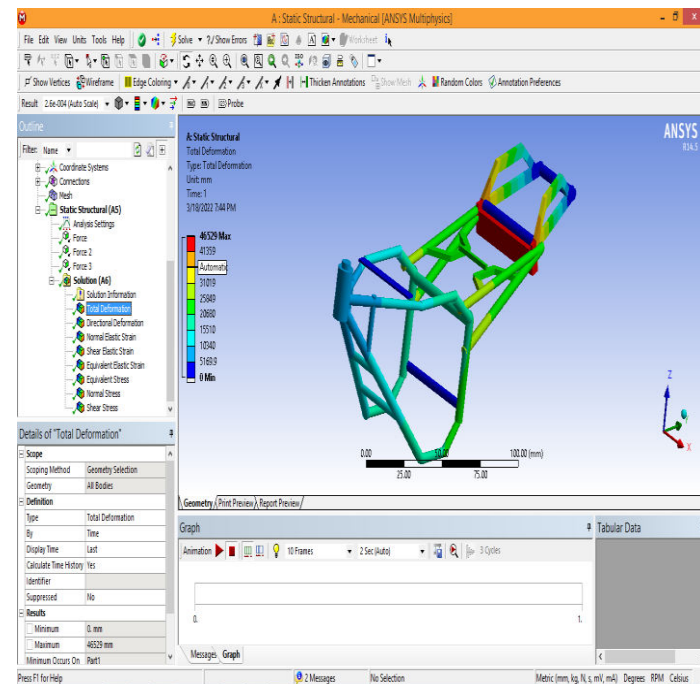 A : Static Structural - Mechanical [ANSYS Multiphysics]
File Edit View Units Tools Help Solve ?/Show Errors Worksheet
Show Vertices Wireframe Edge Coloring Thicken Annotations Show Mesh Random Colors Annotation Preferences
Result 2.6e-004 (Auto Scale) Probe
Outline
Filter: Name
Coordinate Systems
Connections
Mesh
Static Structural (A5)
Analysis Settings
Force
Force 2
Force 3
Solution (A6)
Solution Information
Total Deformation
Directional Deformation
Normal Elastic Strain
Shear Elastic Strain
Equivalent Elastic Strain
Equivalent Stress
Normal Stress
Shear Stress
A: Static Structural
Total Deformation
Type: Total Deformation
Unit: mm
Time: 1
3/18/2022 7:44 PM
46529 Max
41359
Automatic
31019
25849
20680
15510
10340
5169.9
0 Min
ANSYS
R14.5
Z
X
0.00 50.00 100.00 (mm)
25.00 75.00
Geometry Print Preview Report Preview
Details of "Total Deformation"
Scope
Scoping Method Geometry Selection
Geometry All Bodies
Definition
Type Total Deformation
By Time
Display Time Last
Calculate Time History Yes
Identifier
Suppressed No
Results
Minimum 0. mm
Maximum 46529 mm
Minimum Occurs On Part1
Graph
Animation 10 Frames 2 Sec (Auto) 3 Cycles
0. 1.
Messages Graph
Tabular Data
Press F1 for Help 2 Messages No Selection Metric (mm, kg, N, s, mV, mA) Degrees RPM Celsius